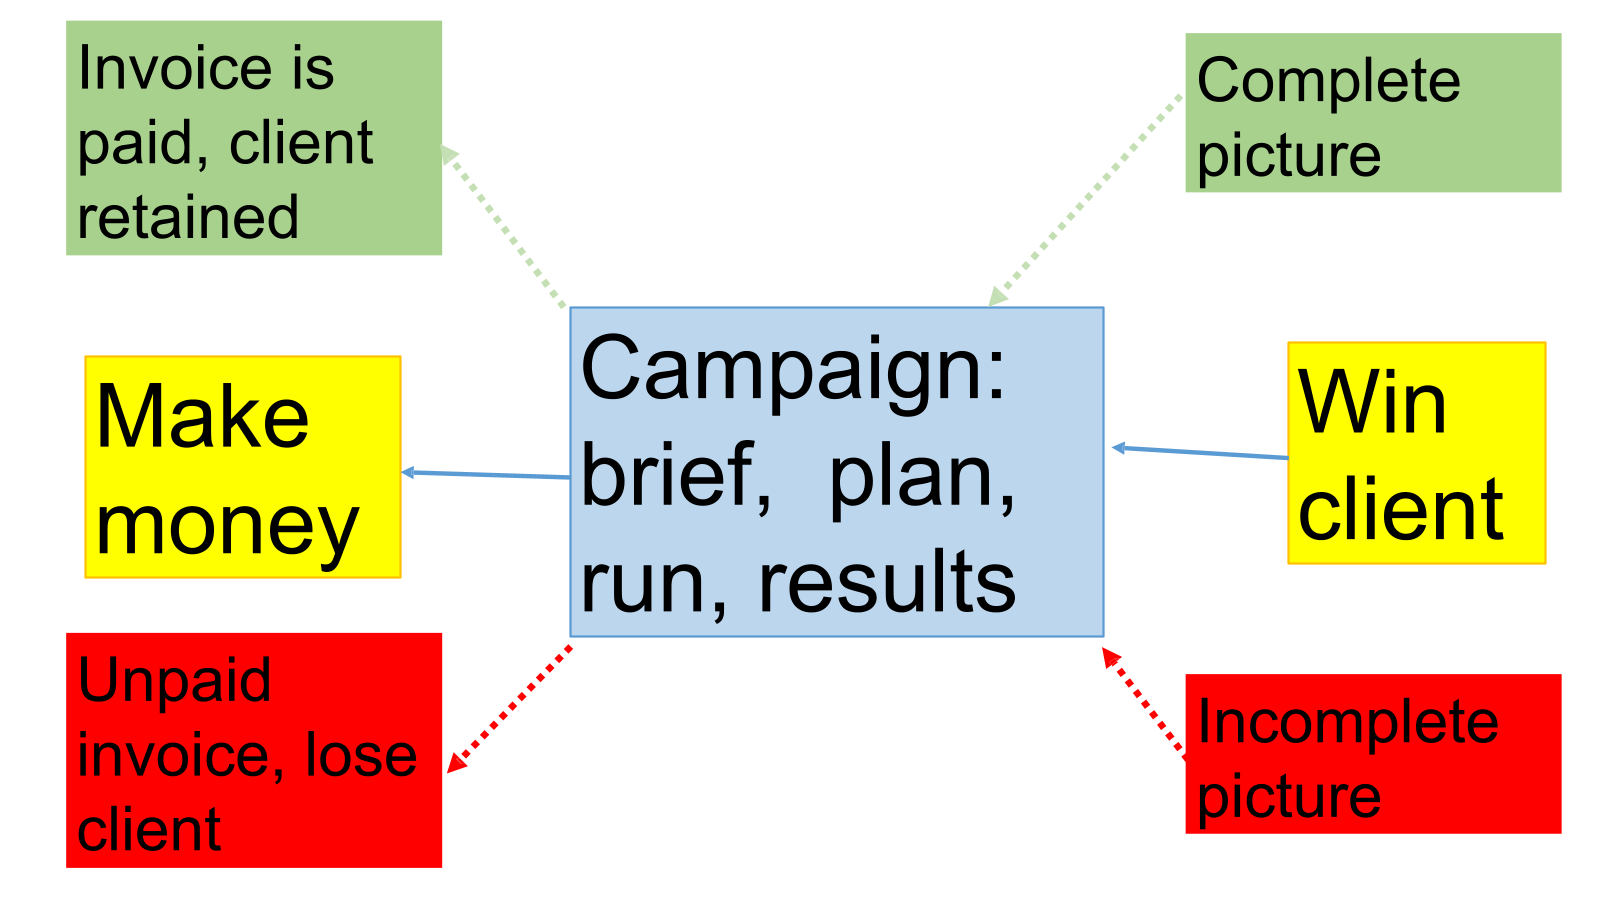 Invoice is
paid, client
retained
Complete
picture
Make
money
Campaign:
brief,  plan,
run, results
Win
client
Unpaid
invoice, lose
client
Incomplete
picture